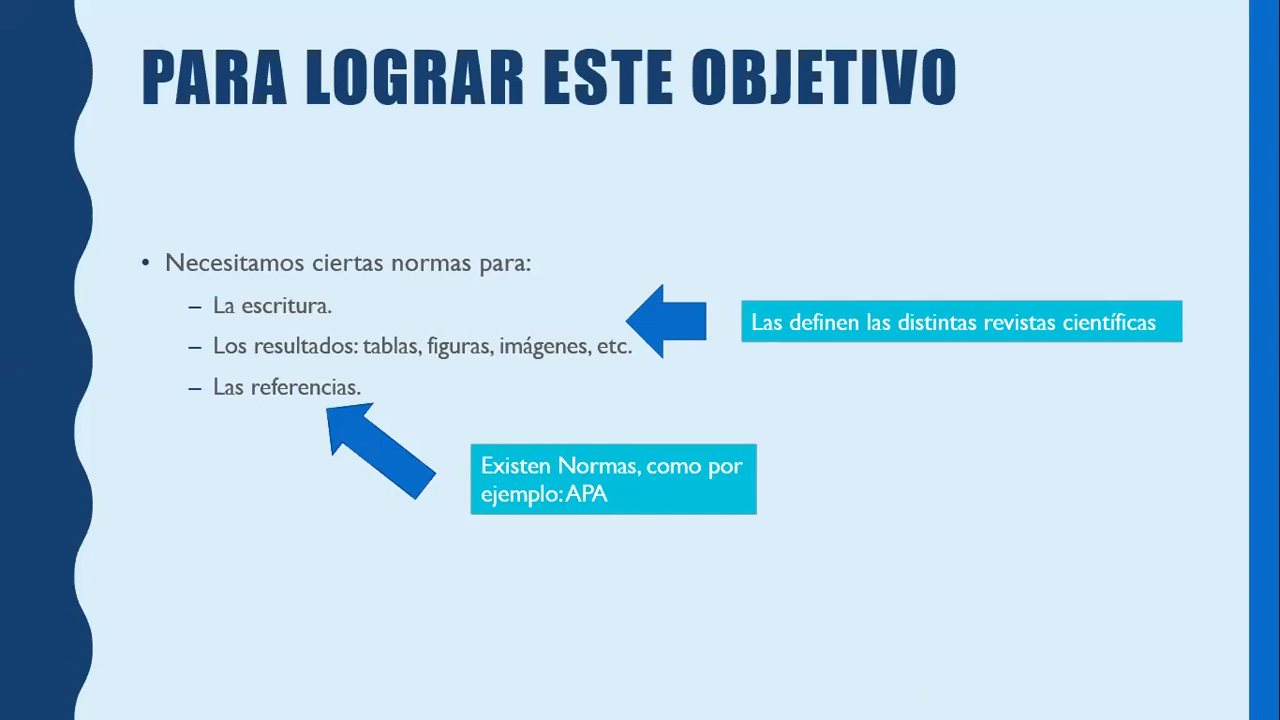 PARA LOGRAR ESTE OBJETIVO
• Necesitamos ciertas normas para:
– La escritura.
Las definen las distintas revistas científicas
– Los resultados: tablas, figuras, imágenes, etc.
– Las referencias.
Existen Normas, como por
ejemplo: APA